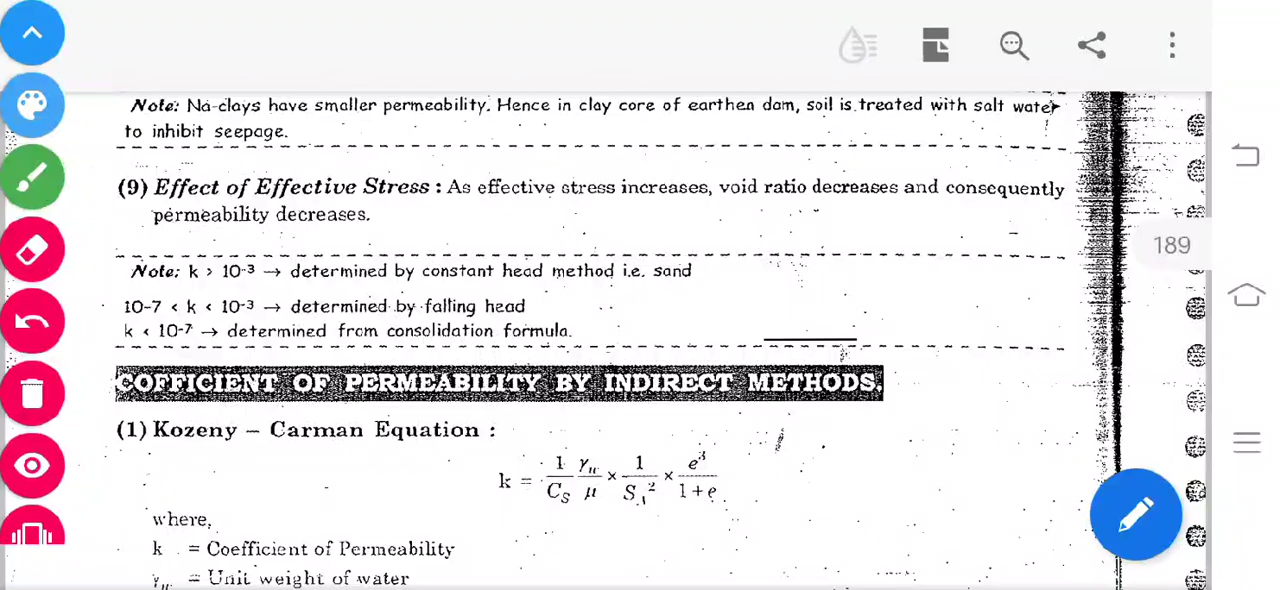 Note: Na-clays have smaller permeability. Hence in clay core of earthen dam, soil is treated with salt water
to inhibit seepage.
(9) Effect of Effective Stress : As effective stress increases, void ratio decreases and consequently
permeability decreases.
189
Note: k > 10⁻³ → determined by constant head method i.e. sand
10-7 < k < 10⁻³ → determined by falling head
k < 10⁻⁷ → determined from consolidation formula.
COFFICIENT OF PERMEABILITY BY INDIRECT METHODS.
(1) Kozeny – Carman Equation :
k = 1/C_S γ_w/μ × 1/S_A² × e³/1+e
where,
k = Coefficient of Permeability
γ_w = Unit weight of water